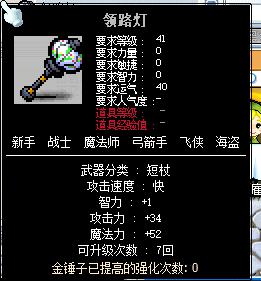 领路灯
要求等级： 41
要求力量： 0
要求敏捷： 0
要求智力： 0
要求运气： 40
要求人气度： -
道具等级： -
道具经验值： -
新手 战士 魔法师 弓箭手 飞侠 海盗
武器分类 ： 短杖
攻击速度 ： 快
智力 ： +1
攻击力 ： +34
魔法力 ： +52
可升级次数 ： 7回
金锤子已提高的强化次数: 0